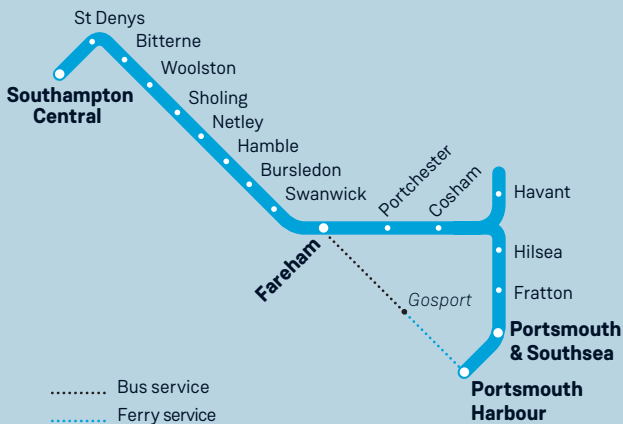 St Denys
Bitterne
Woolston
Southampton
Central
Sholing
Netley
Hamble
Bursledon
Swanwick
Fareham
Portchester
Cosham
Havant
Hilsea
Fratton
Gosport
Portsmouth
& Southsea
Portsmouth
Harbour
Bus service
Ferry service